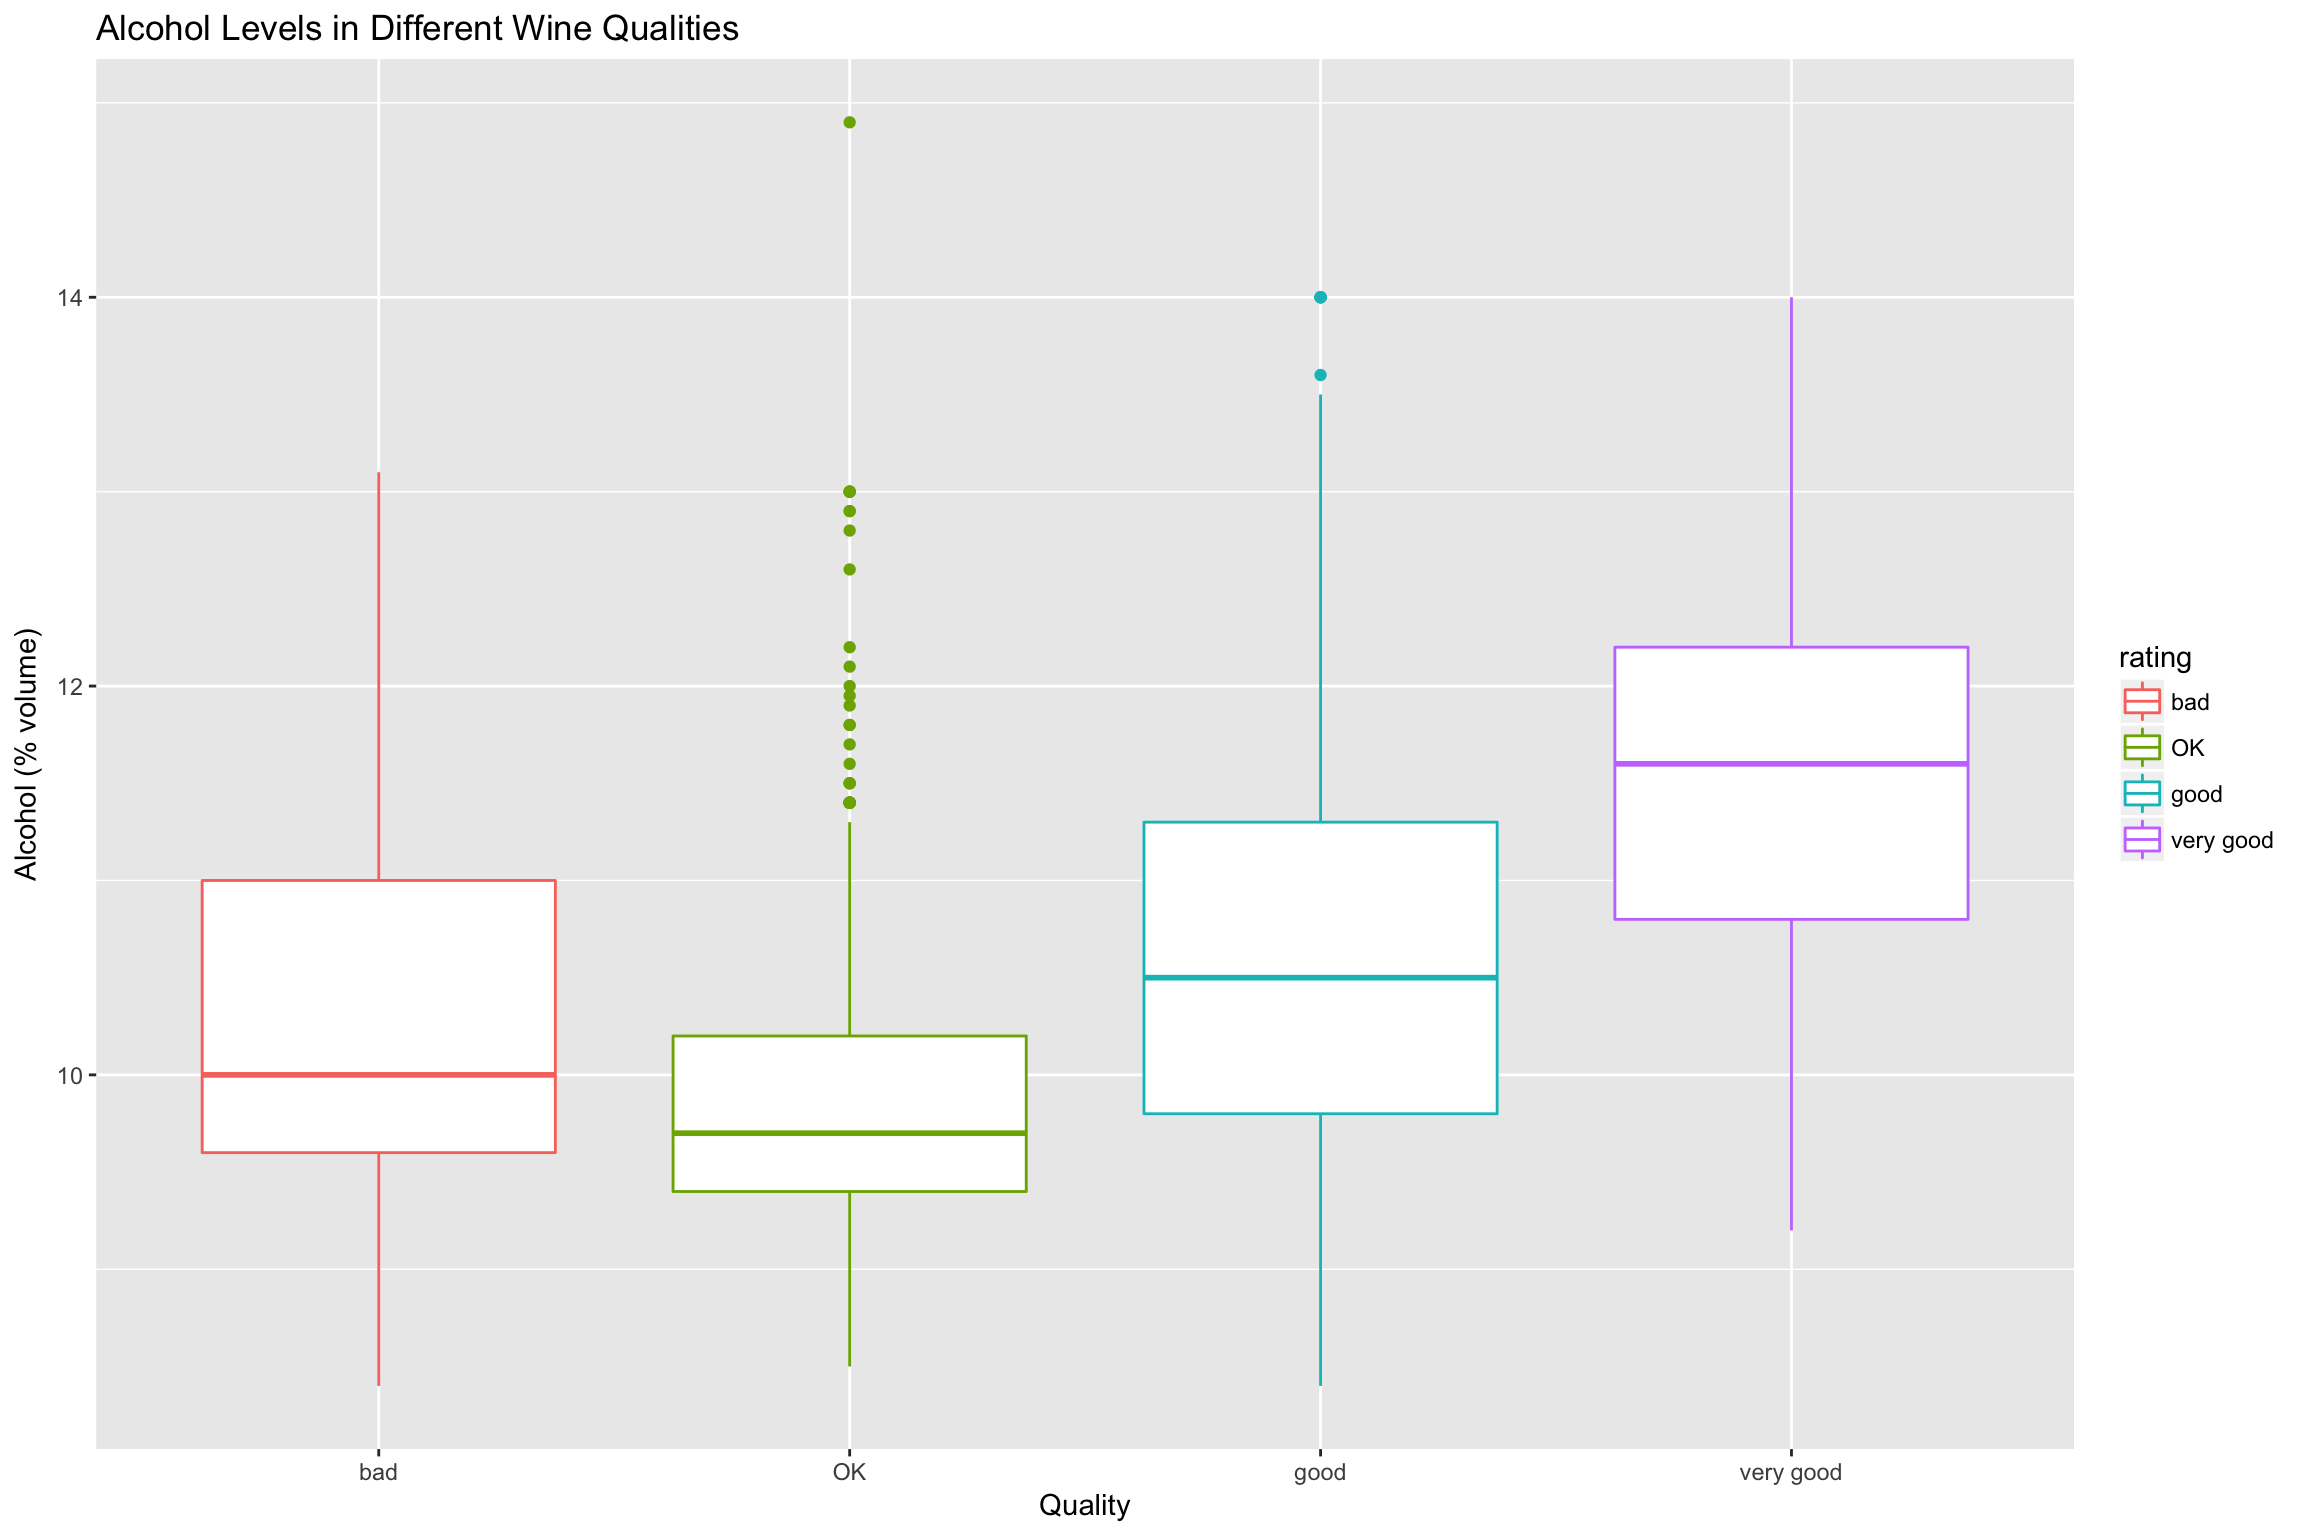 Alcohol Levels in Different Wine Qualities
14
12
10
Alcohol (% volume)
bad
OK
good
very good
Quality
rating
bad
OK
good
very good